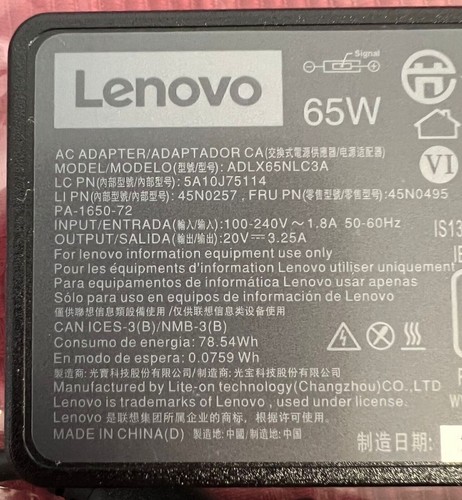 Lenovo
Signal
65W
AC ADAPTER/ADAPTADOR CA(交換式電源供應器/电源适配器)
MODEL/MODELO(型號/型号): ADLX65NLC3A
LC PN(內部型號/内部型号): 5A10J75114
LI PN(內部型號/内部型号): 45N0257, FRU PN(零售型號/零售型号):45N0495
PA-1650-72
INPUT/ENTRADA(輸入/输入):100-240V～1.8A 50-60Hz
OUTPUT/SALIDA(輸出/输出):20V⎓3.25A
For lenovo information equipment use only
Pour les équipments d'informations Lenovo utiliser uniquement
Para equipamentos de informática Lenovo usar apenas
Sólo para uso en equipos de información de Lenovo
僅供聯想信息類設備使用 /仅供联想信息类设备使用
CAN ICES-3(B)/NMB-3(B)
Consumo de energia: 78.54Wh
En modo de espera: 0.0759 Wh
製造商: 光寶科技股份有限公司/制造商: 光宝科技股份有限公司
Manufactured by Lite-on technology(Changzhou)CO.,LTD
Lenovo is trademarks of Lenovo , used under license.
Lenovo 是联想集团所属企业的商标，根据许可使用.
MADE IN CHINA(D) 製造地: 中國/制造地: 中国
制造日期:
VI
IS13